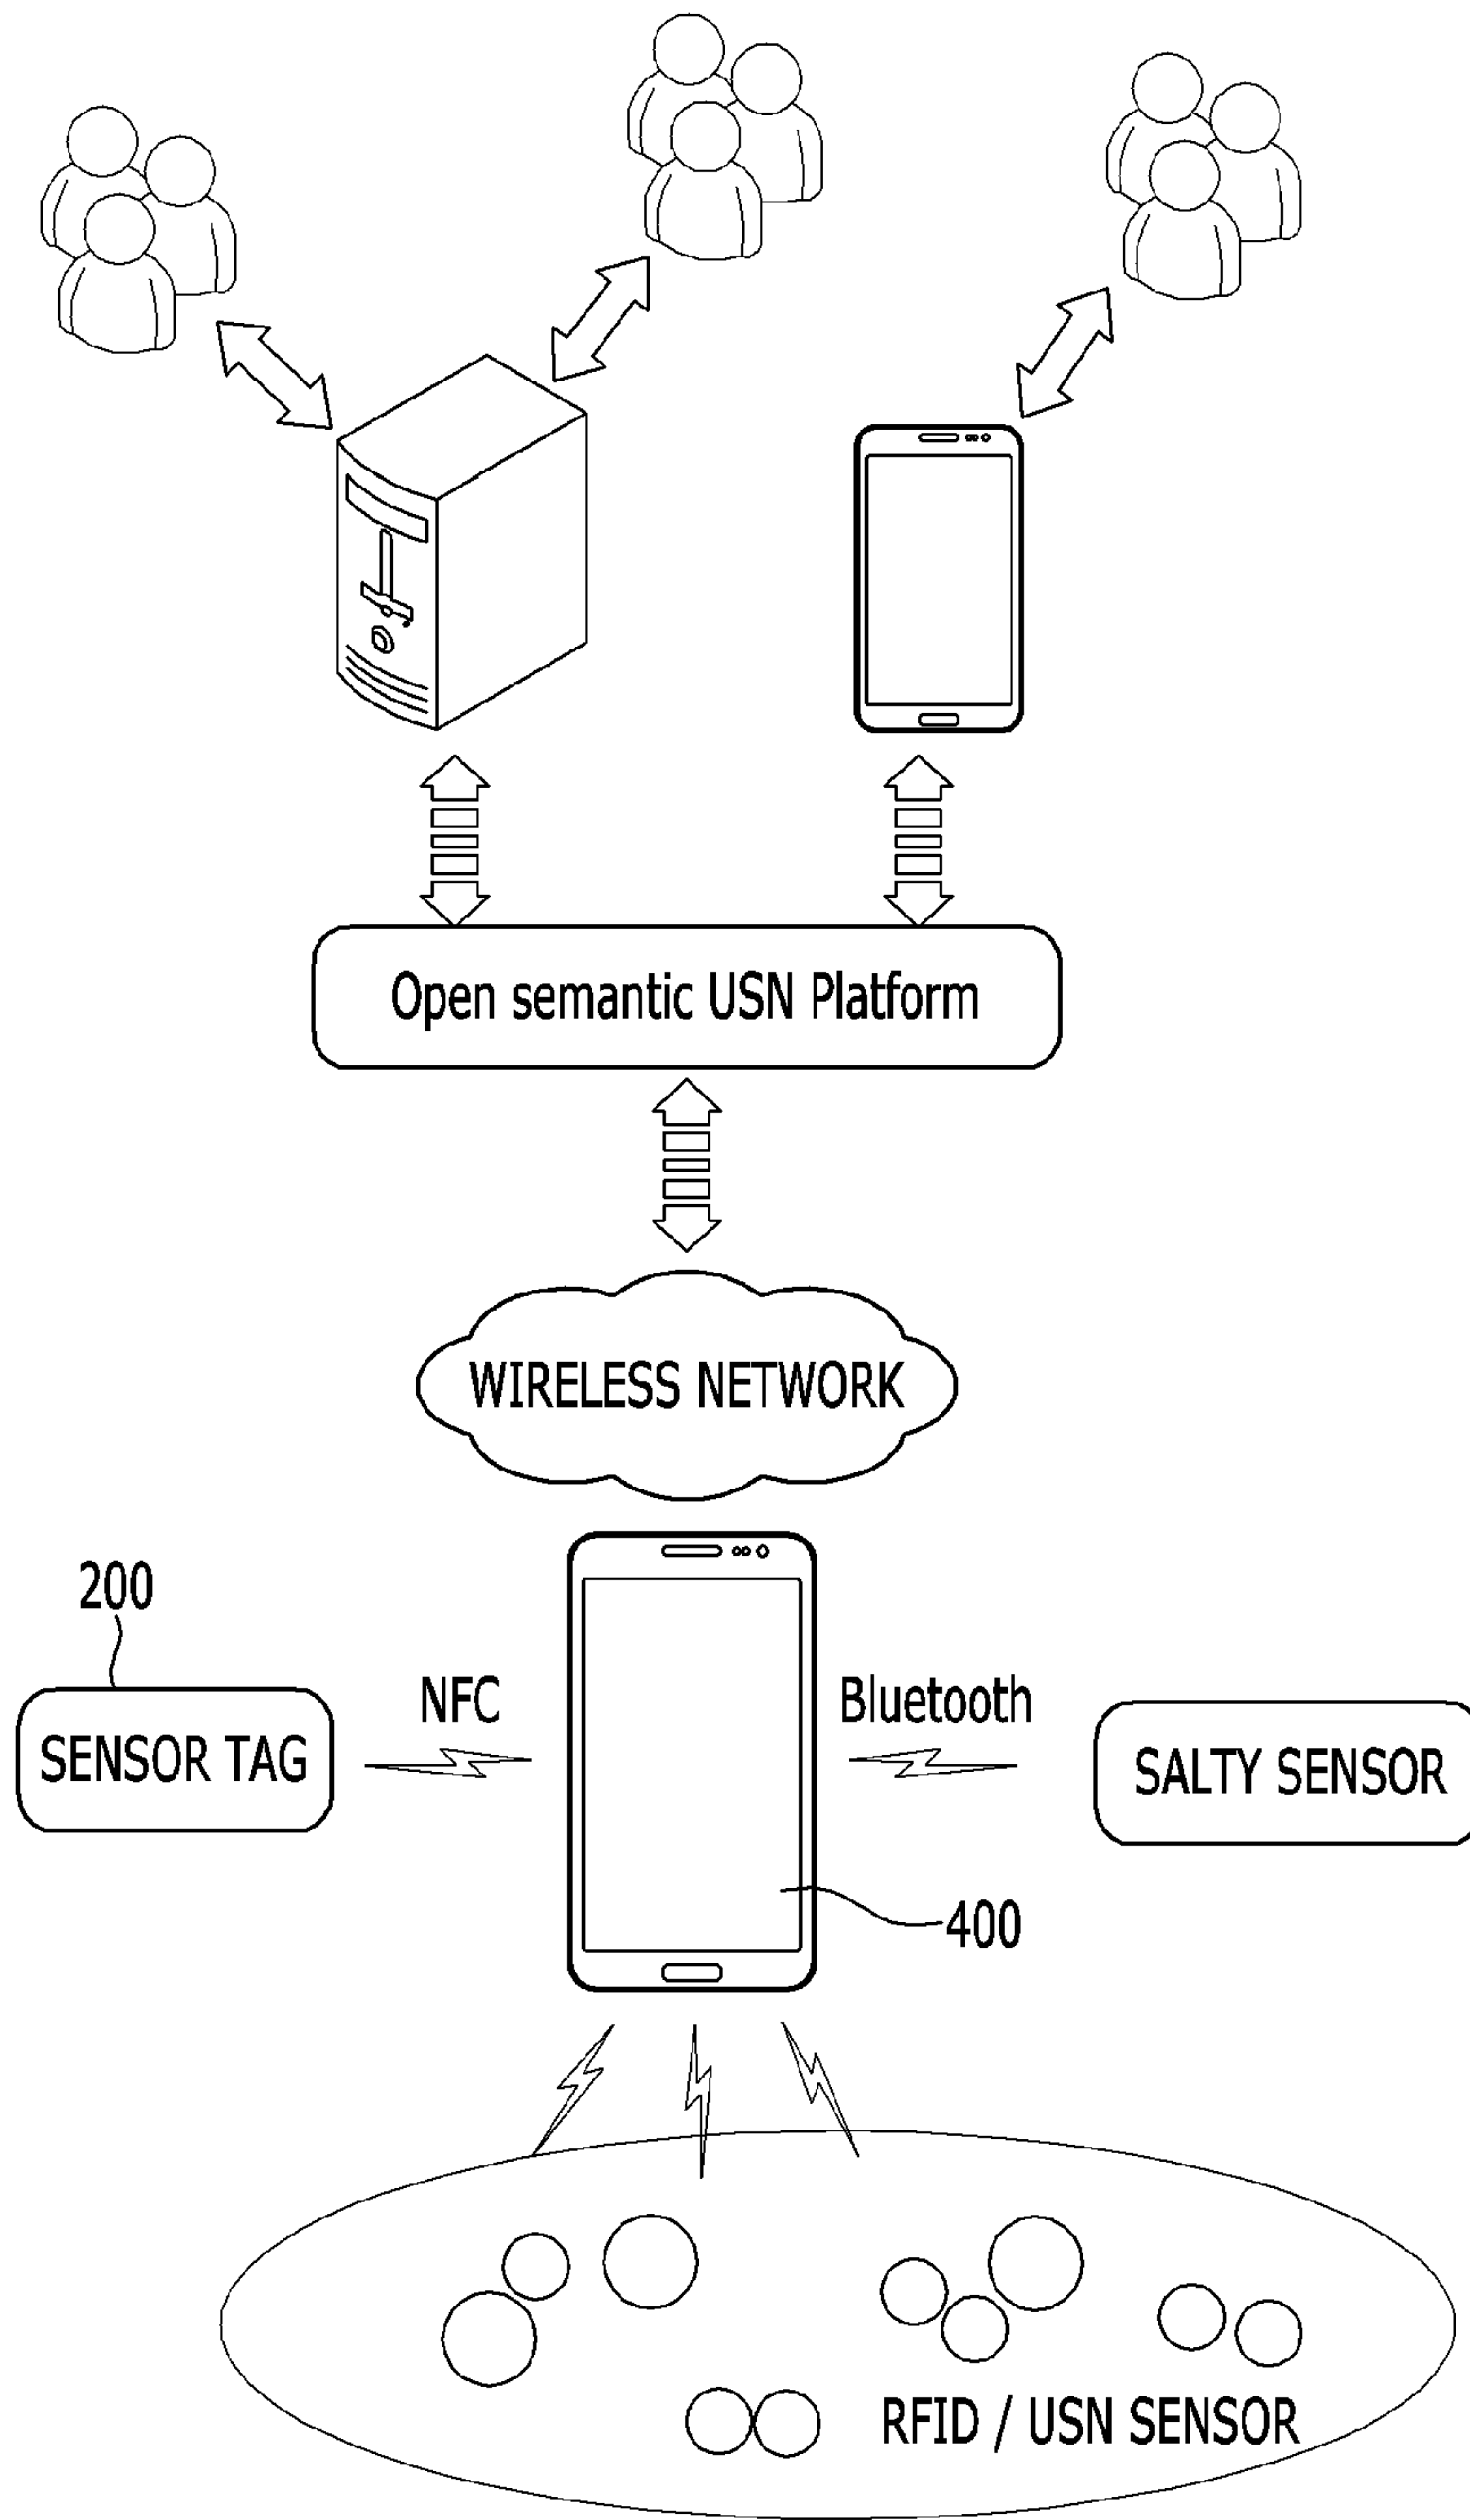 Open semantic USN Platform
WIRELESS NETWORK
200
NFC
Bluetooth
SENSOR TAG
SALTY SENSOR
400
RFID / USN SENSOR